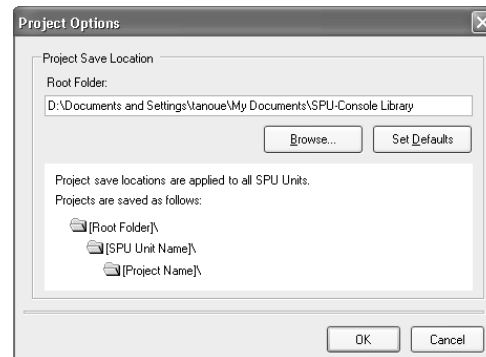 Project Options
Project Save Location
Root Folder:
D:\Documents and Settings\tanoue\My Documents\SPU-Console Library
Browse...
Set Defaults
Project save locations are applied to all SPU Units.
Projects are saved as follows:
[Root Folder]\
[SPU Unit Name]\
[Project Name]\
OK
Cancel